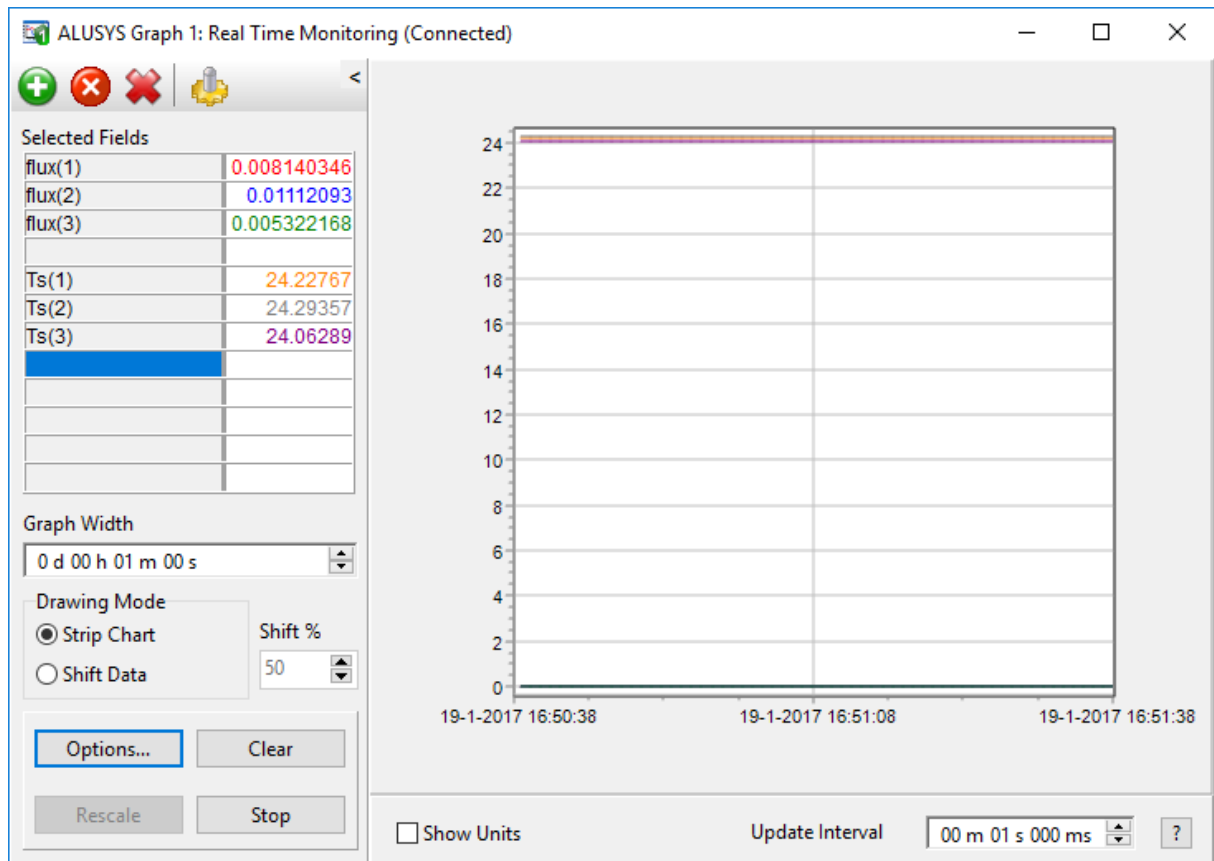 ALUSYS Graph 1: Real Time Monitoring (Connected)
<
Selected Fields
flux(1) 0.008140346
flux(2) 0.01112093
flux(3) 0.005322168
Ts(1) 24.22767
Ts(2) 24.29357
Ts(3) 24.06289
Graph Width
0 d 00 h 01 m 00 s
Drawing Mode
Strip Chart
Shift Data
Shift %
50
Options...
Clear
Rescale
Stop
24
22
20
18
16
14
12
10
8
6
4
2
0
19-1-2017 16:50:38 19-1-2017 16:51:08 19-1-2017 16:51:38
Show Units
Update Interval
00 m 01 s 000 ms
?